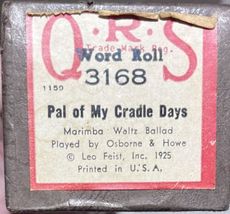 Q·R·S
Trade Mark Reg.
Word Roll
3168
1159
Pal of My Cradle Days
Marimba Waltz Ballad
Played by Osborne & Howe
© Leo Feist, Inc. 1925
Printed in U.S.A.